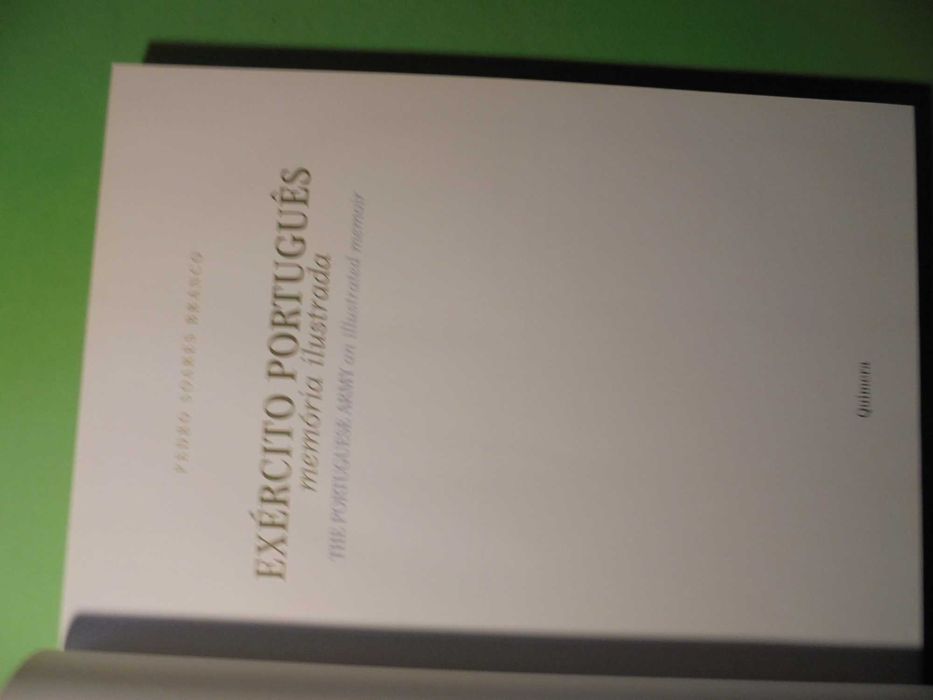 PEDRO SOARES BRANCO
EXÉRCITO PORTUGUÊS
memória ilustrada
THE PORTUGUESE ARMY an illustrated memoir
Quimera